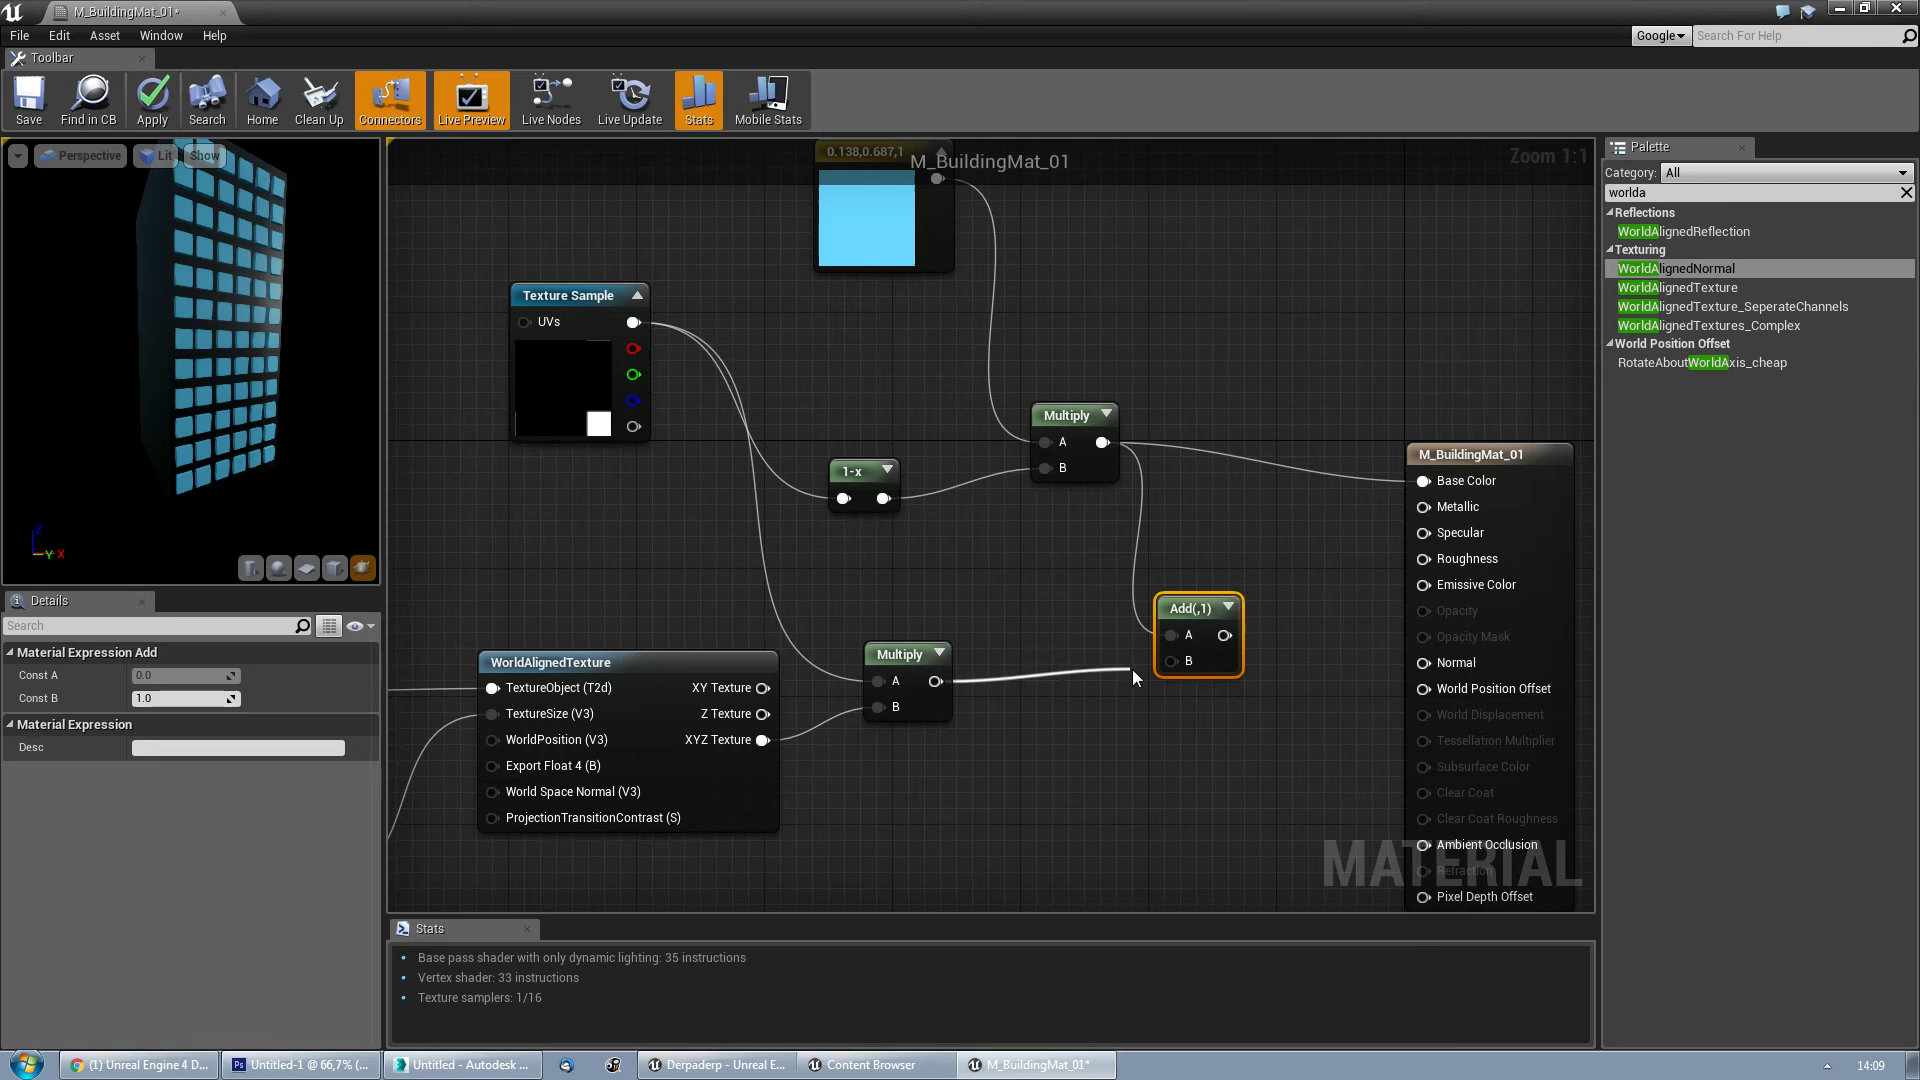 M_BuildingMat_01*
File Edit Asset Window Help
Google Search For Help
Toolbar
Save Find in CB Apply Search Home Clean Up Connectors Live Preview Live Nodes Live Update Stats Mobile Stats
Perspective Lit Show
Z
Y X
Details
Search
Material Expression Add
Const A 0.0
Const B 1.0
Material Expression
Desc
M_BuildingMat_01
Zoom 1:1
0.138,0.687,1
Texture Sample
UVs
1-x
Multiply
A
B
Add(,1)
A
B
Multiply
A
B
WorldAlignedTexture
TextureObject (T2d) XY Texture
TextureSize (V3) Z Texture
WorldPosition (V3) XYZ Texture
Export Float 4 (B)
World Space Normal (V3)
ProjectionTransitionContrast (S)
M_BuildingMat_01
Base Color
Metallic
Specular
Roughness
Emissive Color
Opacity
Opacity Mask
Normal
World Position Offset
World Displacement
Tessellation Multiplier
Subsurface Color
Clear Coat
Clear Coat Roughness
Ambient Occlusion
Refraction
Pixel Depth Offset
MATERIAL
Stats
Base pass shader with only dynamic lighting: 35 instructions
Vertex shader: 33 instructions
Texture samplers: 1/16
Palette
Category: All
worlda
Reflections
WorldAlignedReflection
Texturing
WorldAlignedNormal
WorldAlignedTexture
WorldAlignedTexture_SeperateChannels
WorldAlignedTextures_Complex
World Position Offset
RotateAboutWorldAxis_cheap
(1) Unreal Engine 4 D...
Ps Untitled-1 @ 66,7% (...
Untitled - Autodesk ...
Derpaderp - Unreal E...
Content Browser
M_BuildingMat_01*
14:09